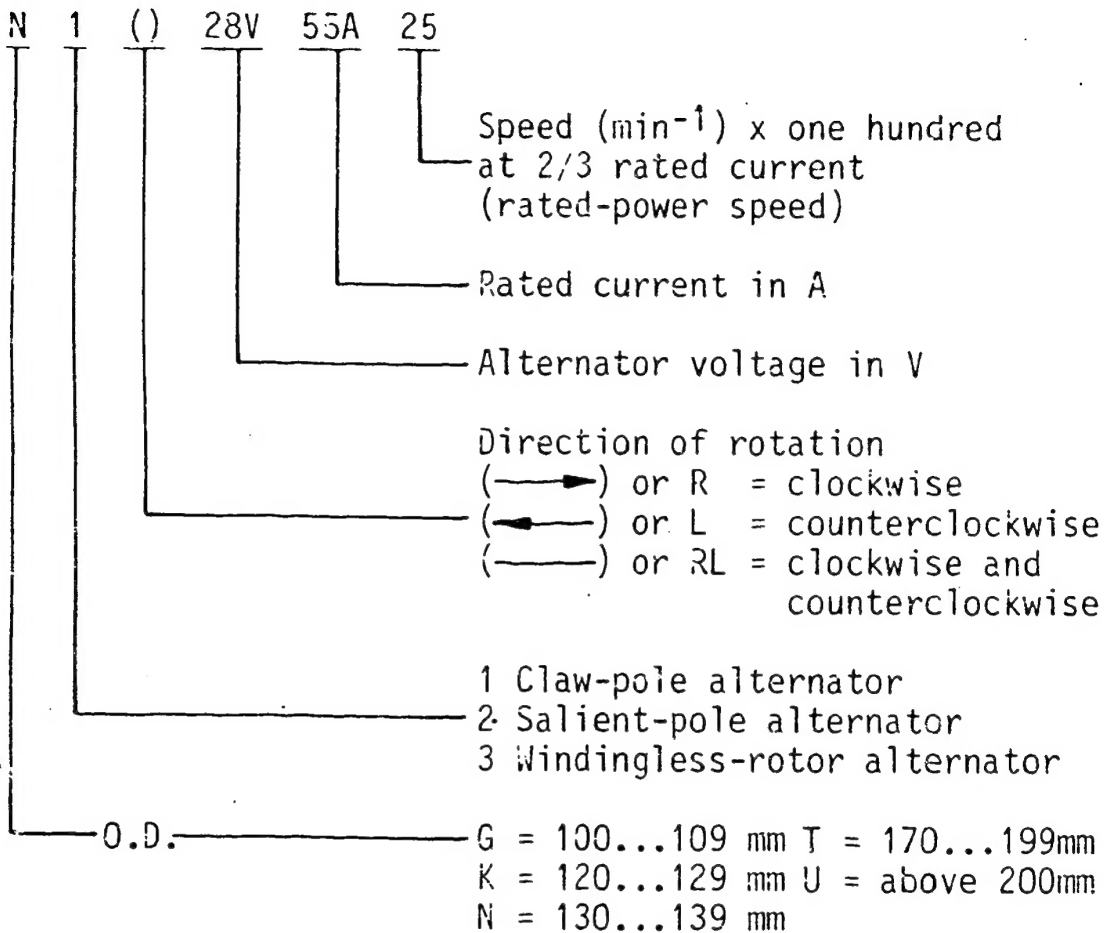 N 1 () 28V 55A 25
Speed (min⁻¹) x one hundred
at 2/3 rated current
(rated-power speed)
Rated current in A
Alternator voltage in V
Direction of rotation
(→) or R = clockwise
(←) or L = counterclockwise
(—) or RL = clockwise and
counterclockwise
1 Claw-pole alternator
2 Salient-pole alternator
3 Windingless-rotor alternator
O.D. G = 100...109 mm T = 170...199mm
K = 120...129 mm U = above 200mm
N = 130...139 mm